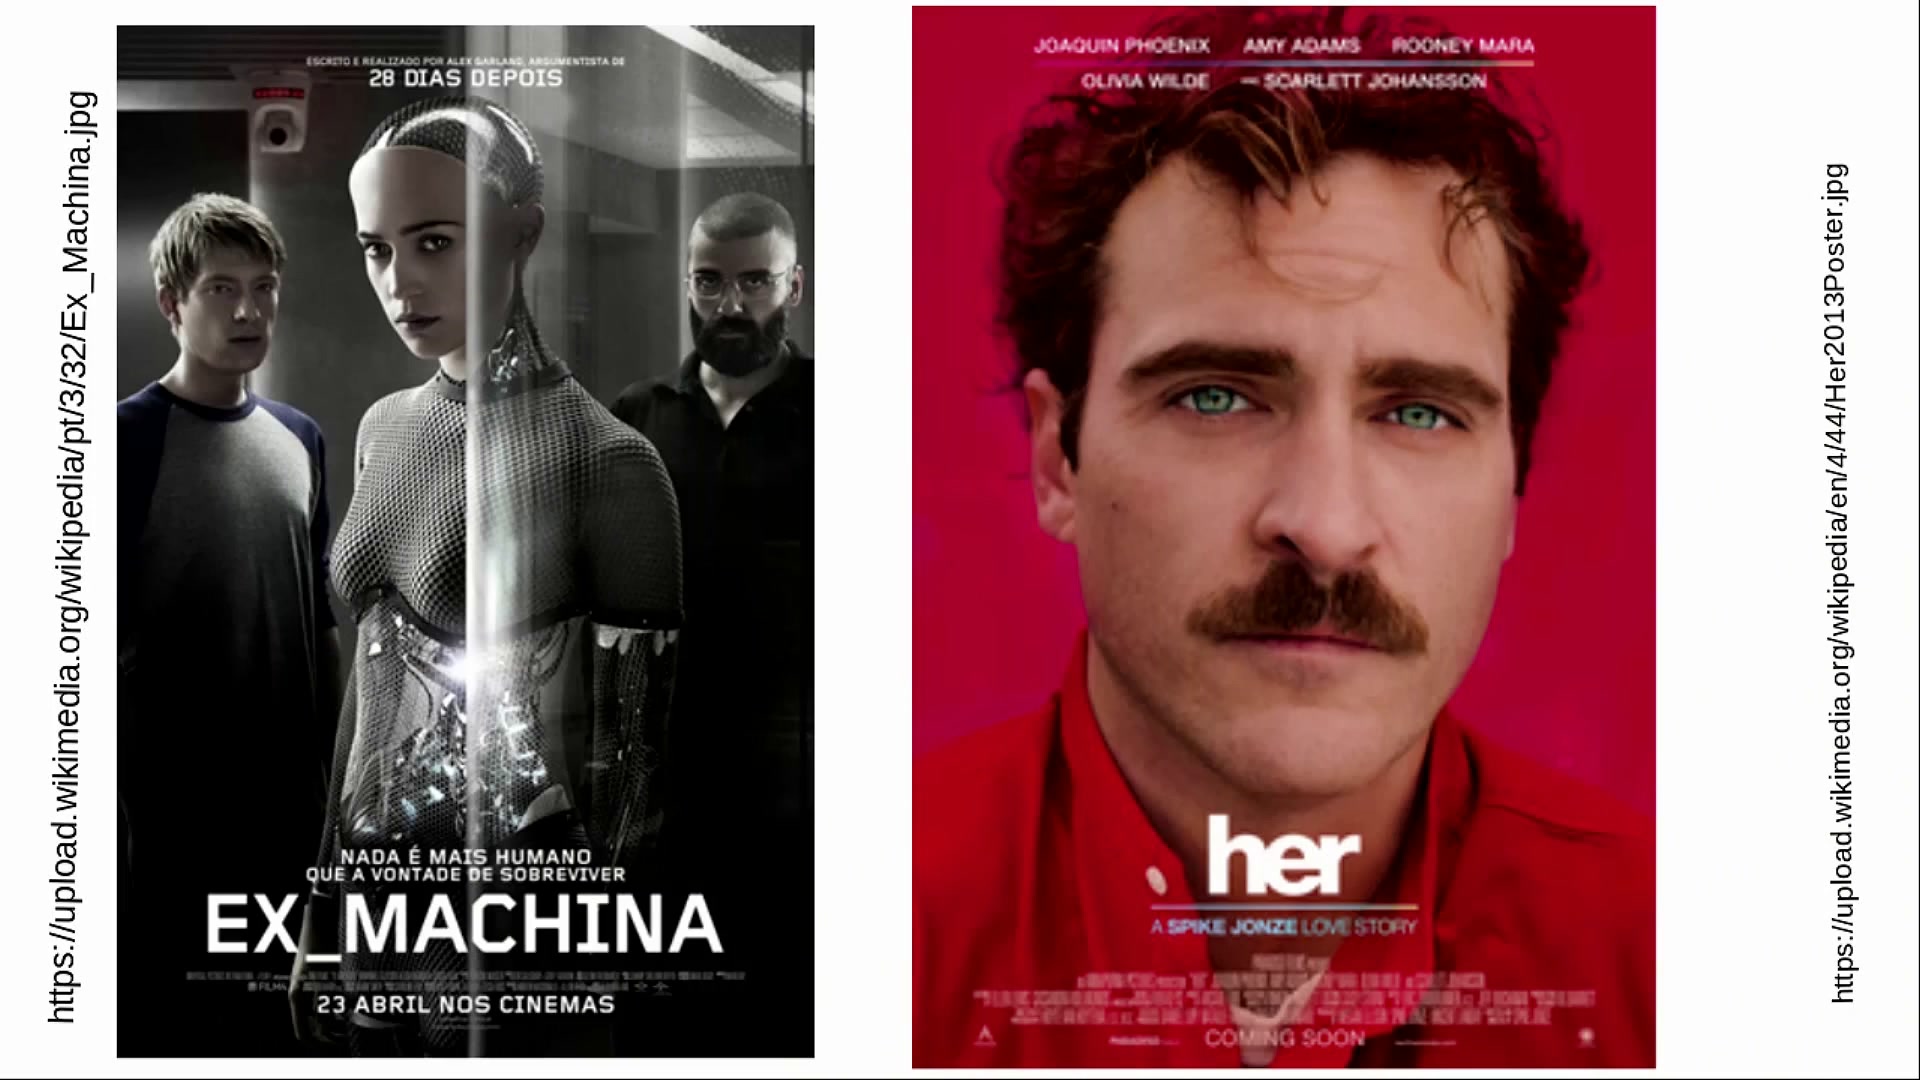 https://upload.wikimedia.org/wikipedia/pt/3/32/Ex_Machina.jpg
ESCRITO E REALIZADO POR ALEX GARLAND, ARGUMENTISTA DE
28 DIAS DEPOIS
NADA É MAIS HUMANO
QUE A VONTADE DE SOBREVIVER
EX_MACHINA
23 ABRIL NOS CINEMAS
JOAQUIN PHOENIX AMY ADAMS ROONEY MARA
OLIVIA WILDE SCARLETT JOHANSSON
her
A SPIKE JONZE LOVE STORY
COMING SOON
https://upload.wikimedia.org/wikipedia/en/4/44/Her2013Poster.jpg